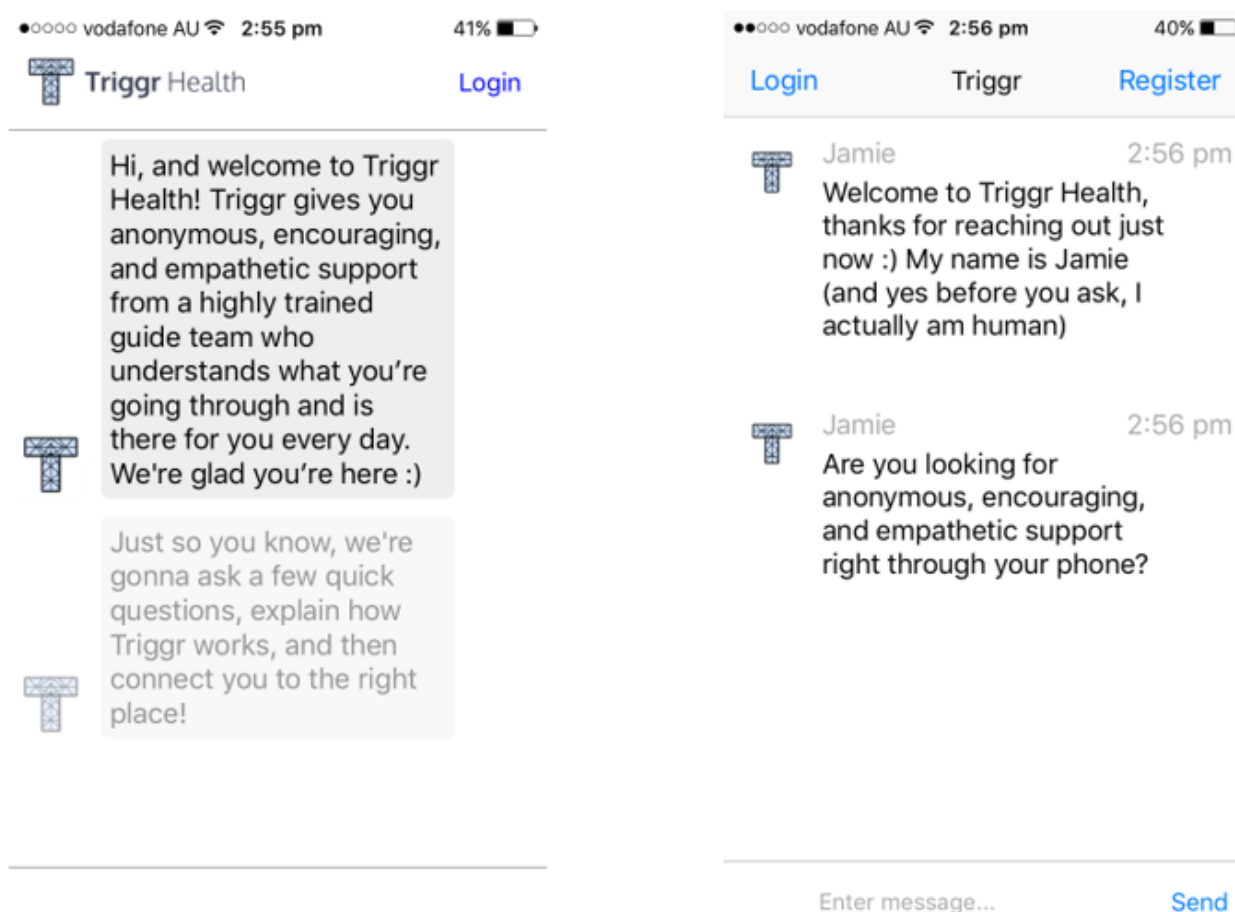 vodafone AU 2:55 pm 41%
Triggr Health Login
Hi, and welcome to Triggr
Health! Triggr gives you
anonymous, encouraging,
and empathetic support
from a highly trained
guide team who
understands what you’re
going through and is
there for you every day.
We're glad you’re here :)
Just so you know, we're
gonna ask a few quick
questions, explain how
Triggr works, and then
connect you to the right
place!
vodafone AU 2:56 pm 40%
Login Triggr Register
Jamie 2:56 pm
Welcome to Triggr Health,
thanks for reaching out just
now :) My name is Jamie
(and yes before you ask, I
actually am human)
Jamie 2:56 pm
Are you looking for
anonymous, encouraging,
and empathetic support
right through your phone?
Enter message... Send